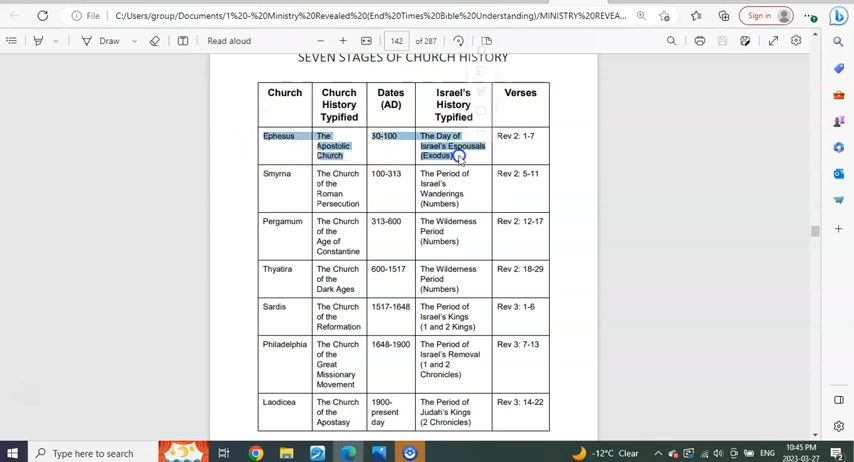 File
C:/Users/group/Documents/1%20-%20Ministry%20Revealed%20(End%20Times%20Bible%20Understanding)/MINISTRY%20REVEA...
Sign in
Draw
Read aloud
142 of 287
SEVEN STAGES OF CHURCH HISTORY
Church
Church
History
Typified
Dates
(AD)
Israel's
History
Typified
Verses
Ephesus
The
Apostolic
Church
30-100
The Day of
Israel's Espousals
(Exodus)
Rev 2: 1-7
Smyrna
The Church
of the
Roman
Persecution
100-313
The Period of
Israel's
Wanderings
(Numbers)
Rev 2: 5-11
Pergamum
The Church
of the
Age of
Constantine
313-600
The Wilderness
Period
(Numbers)
Rev 2: 12-17
Thyatira
The Church
of the
Dark Ages
600-1517
The Wilderness
Period
(Numbers)
Rev 2: 18-29
Sardis
The Church
of the
Reformation
1517-1648
The Period of
Israel's Kings
(1 and 2 Kings)
Rev 3: 1-6
Philadelphia
The Church
of the
Great
Missionary
Movement
1648-1900
The Period of
Israel's Removal
(1 and 2
Chronicles)
Rev 3: 7-13
Laodicea
The Church
of the
Apostasy
1900-
present
day
The Period of
Judah's Kings
(2 Chronicles)
Rev 3: 14-22
Type here to search
-12°C Clear
ENG
10:45 PM
2023-03-27